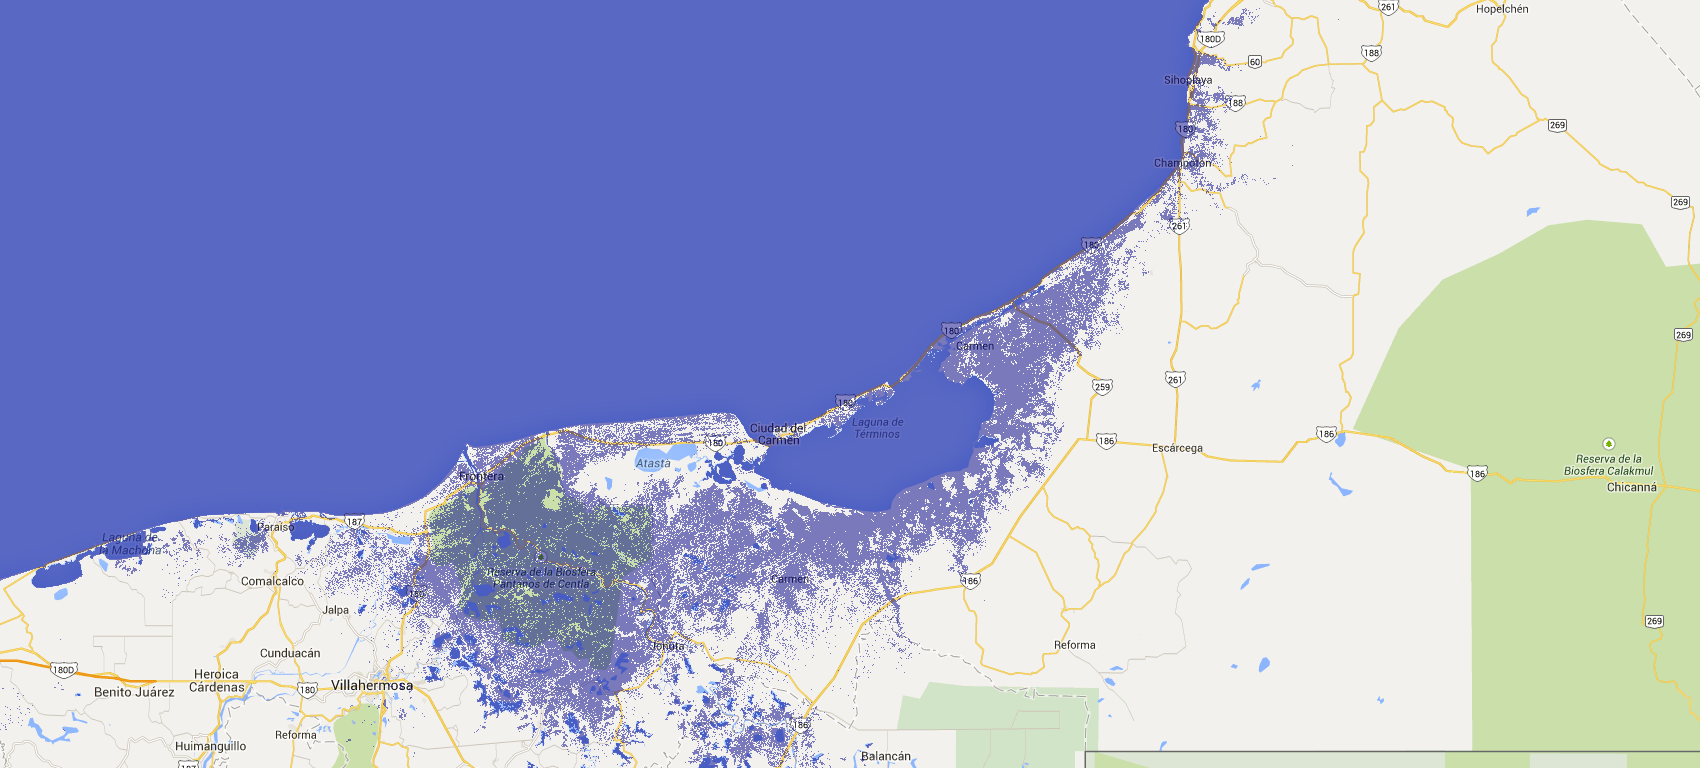 261
Hopelchén
180D
188
60
Sihoplaya
188
180
269
Champotón
269
261
180
180
Carmen
269
259
261
180
Laguna de
Términos
Ciudad del
Carmen
180
186
Escárcega
186
Atasta
Reserva de la
Biosfera Calakmul
186
Chicanná
Frontera
187
Paraíso
Laguna de
la Machona
Reserva de la Biosfera
Pantanos de Centla
Carmen
186
Comalcalco
180
Jalpa
269
Jonuta
Reforma
Cunduacán
180D
Heroica
Cárdenas
Benito Juárez
180
Villahermosa
186
Reforma
Huimanguillo
Balancán
187